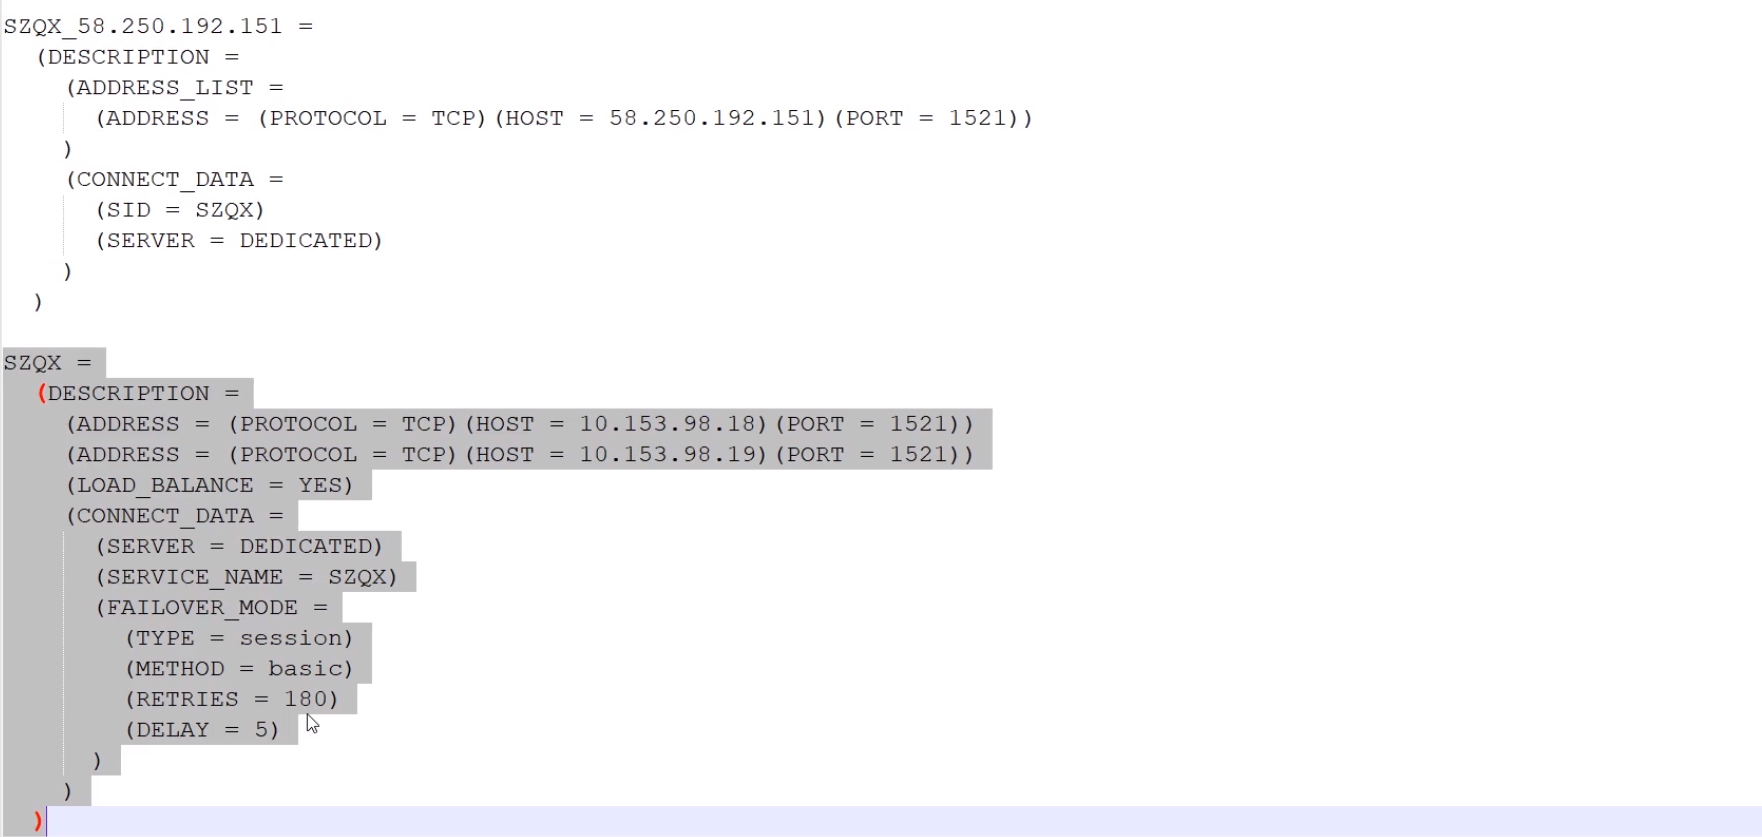 SZQX_58.250.192.151 =
  (DESCRIPTION =
    (ADDRESS_LIST =
      (ADDRESS = (PROTOCOL = TCP)(HOST = 58.250.192.151)(PORT = 1521))
    )
    (CONNECT_DATA =
      (SID = SZQX)
      (SERVER = DEDICATED)
    )
  )

SZQX =
  (DESCRIPTION =
    (ADDRESS = (PROTOCOL = TCP)(HOST = 10.153.98.18)(PORT = 1521))
    (ADDRESS = (PROTOCOL = TCP)(HOST = 10.153.98.19)(PORT = 1521))
    (LOAD_BALANCE = YES)
    (CONNECT_DATA =
      (SERVER = DEDICATED)
      (SERVICE_NAME = SZQX)
      (FAILOVER_MODE =
        (TYPE = session)
        (METHOD = basic)
        (RETRIES = 180)
        (DELAY = 5)
      )
    )
  )